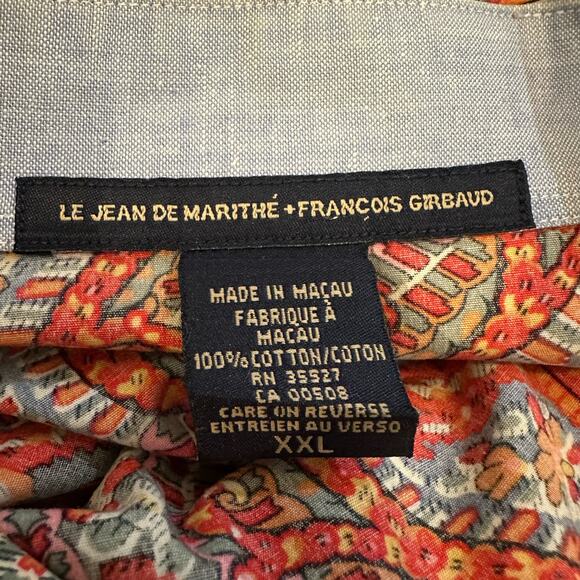 LE JEAN DE MARITHÉ + FRANÇOIS GIRBAUD
MADE IN MAÇAU
FABRIQUE À
MACAU
100% COTTON/COTON
RN 35527
CA 00508
CARE ON REVERSE
ENTREIEN AU VERSO
XXL